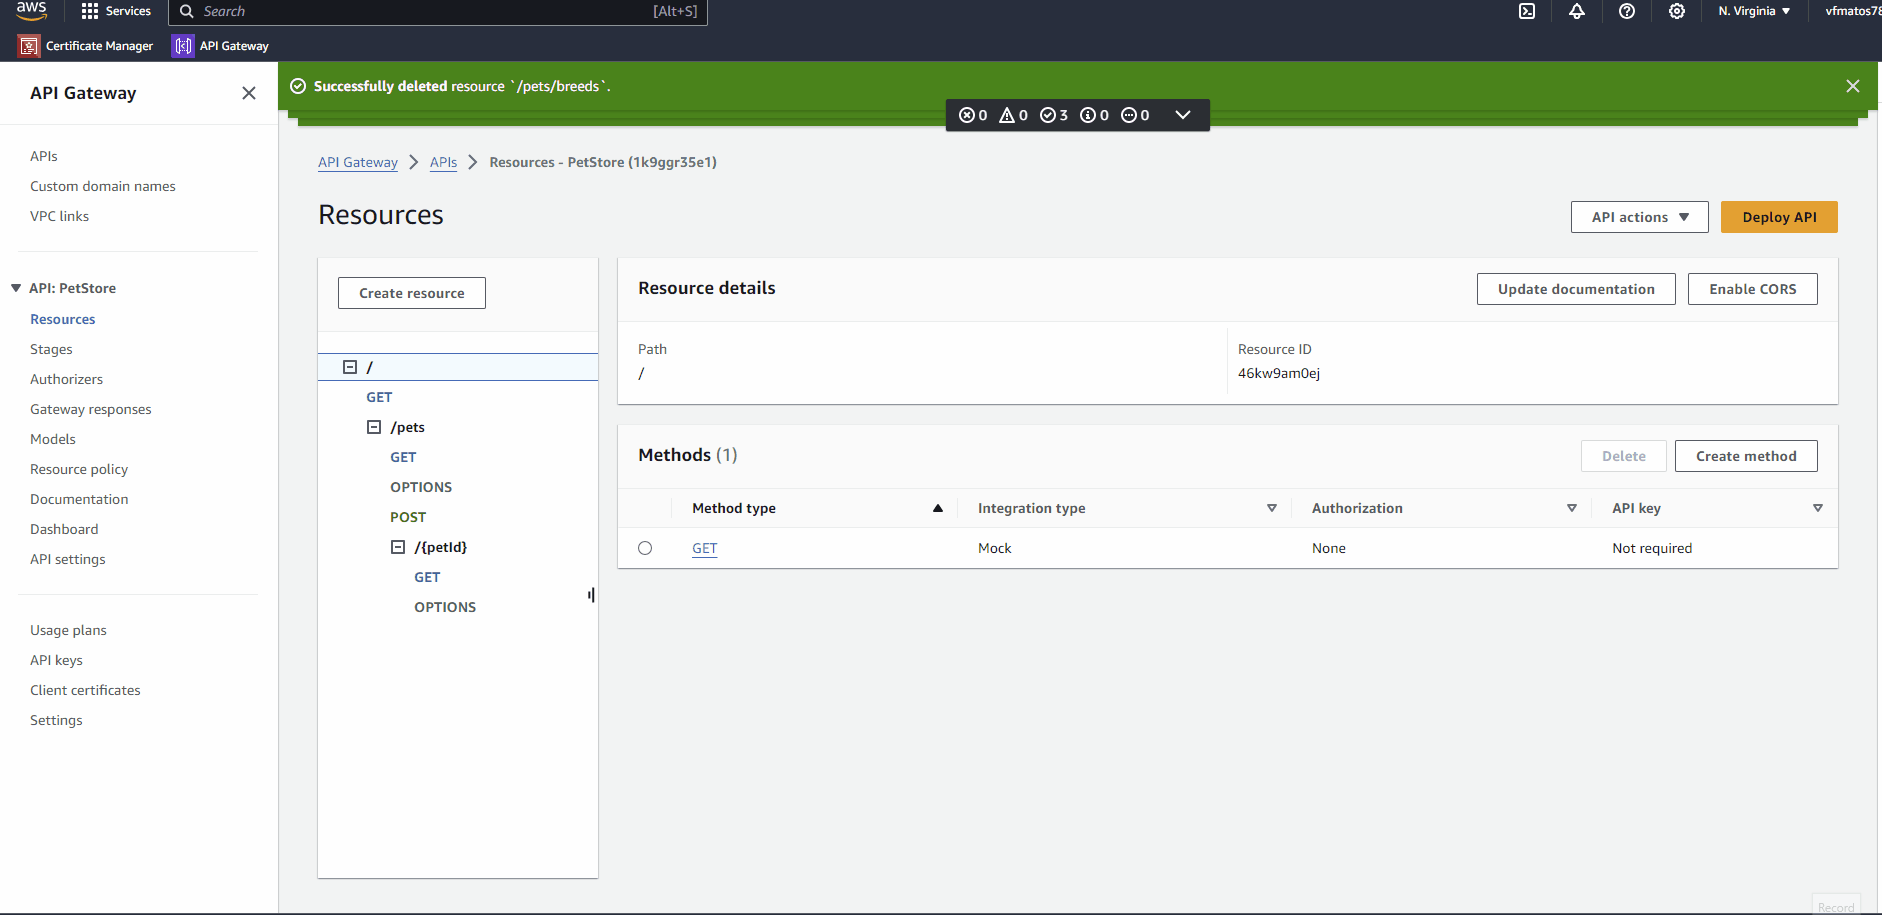 aws
Services
Search
[Alt+S]
N. Virginia
vfmatos78
Certificate Manager
API Gateway
API Gateway
APIs
Custom domain names
VPC links
API: PetStore
Resources
Stages
Authorizers
Gateway responses
Models
Resource policy
Documentation
Dashboard
API settings
Usage plans
API keys
Client certificates
Settings
Successfully deleted resource `/pets/breeds`.
0 0 3 0 0
API Gateway > APIs > Resources - PetStore (1k9ggr35e1)
Resources
API actions
Deploy API
Create resource
/
GET
/pets
GET
OPTIONS
POST
/{petId}
GET
OPTIONS
Resource details
Update documentation
Enable CORS
Path
/
Resource ID
46kw9am0ej
Methods (1)
Delete
Create method
Method type Integration type Authorization API key
GET Mock None Not required
Record